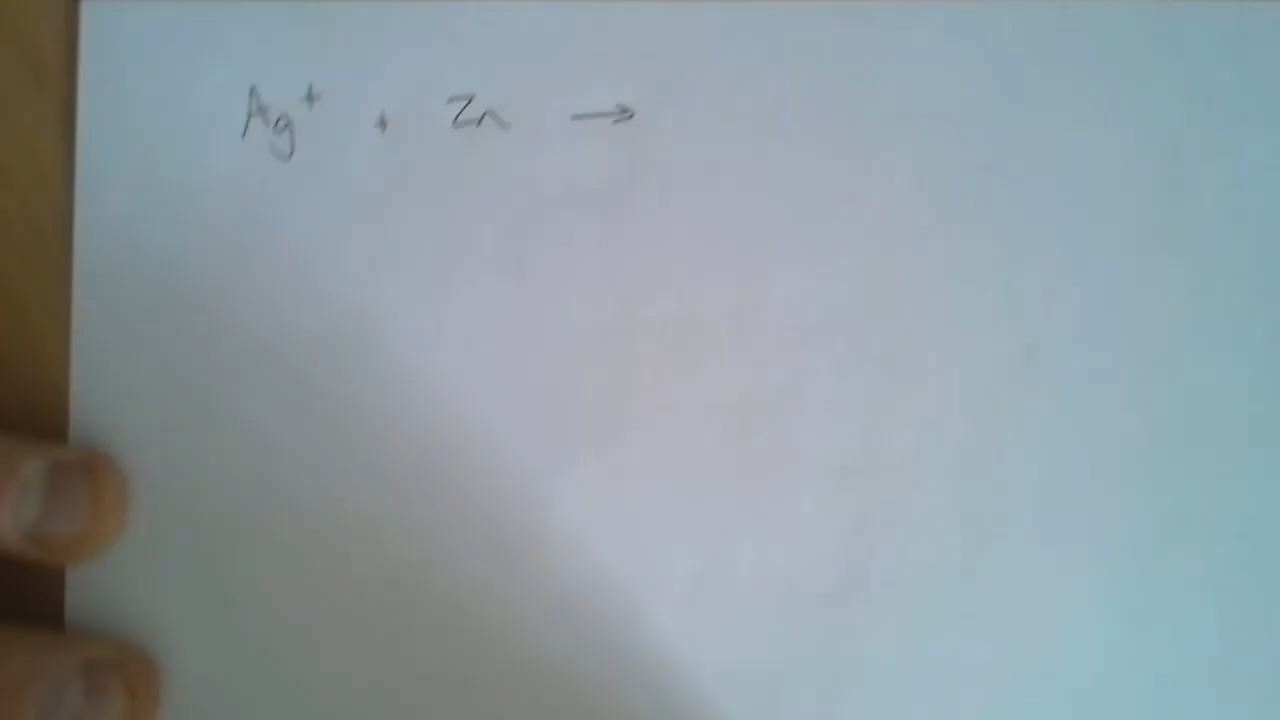 Ag⁺ + Zn →